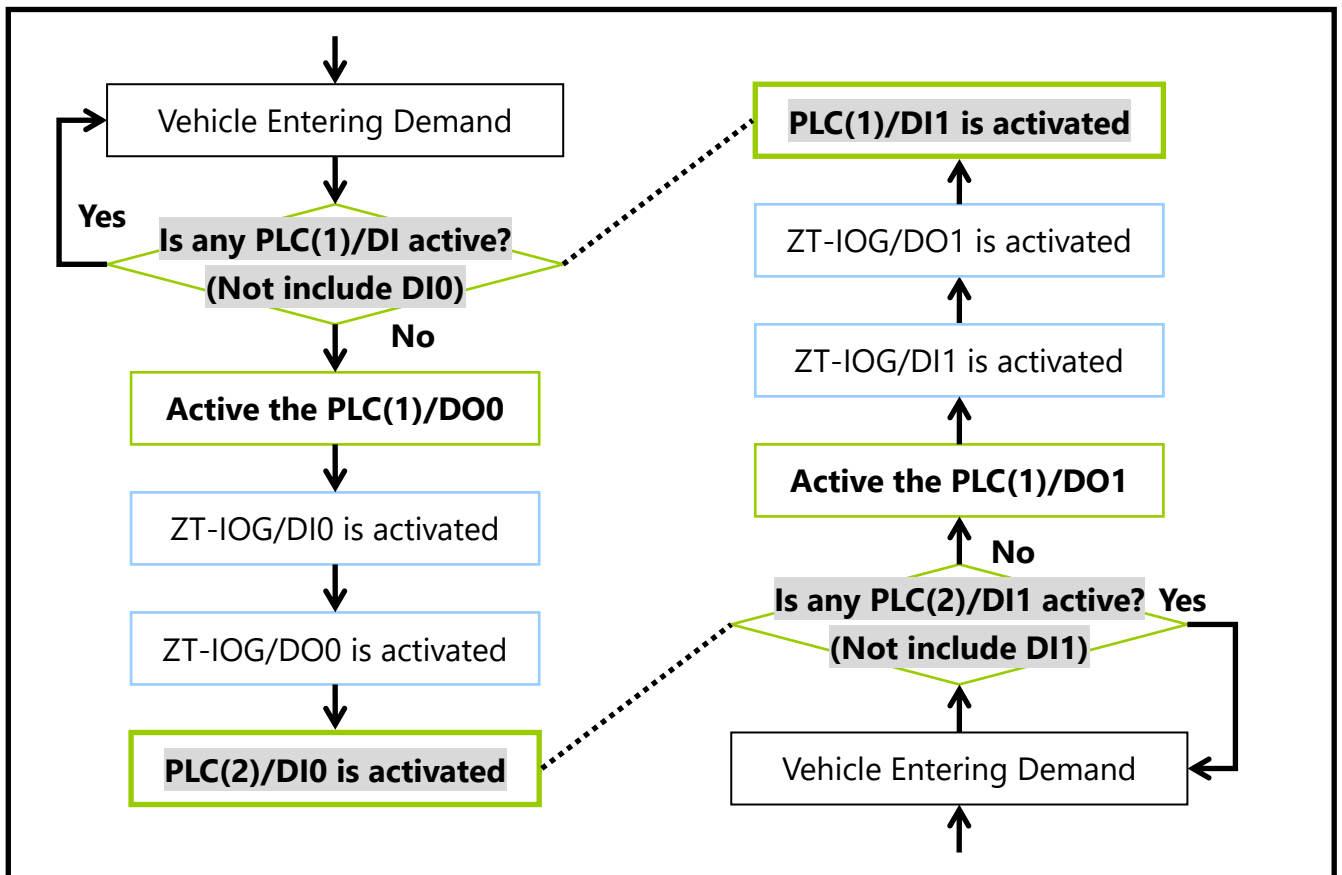 Vehicle Entering Demand
Yes
Is any PLC(1)/DI active?
(Not include DI0)
No
Active the PLC(1)/DO0
ZT-IOG/DI0 is activated
ZT-IOG/DO0 is activated
PLC(2)/DI0 is activated
PLC(1)/DI1 is activated
ZT-IOG/DO1 is activated
ZT-IOG/DI1 is activated
Active the PLC(1)/DO1
No
Is any PLC(2)/DI1 active?
Yes
(Not include DI1)
Vehicle Entering Demand